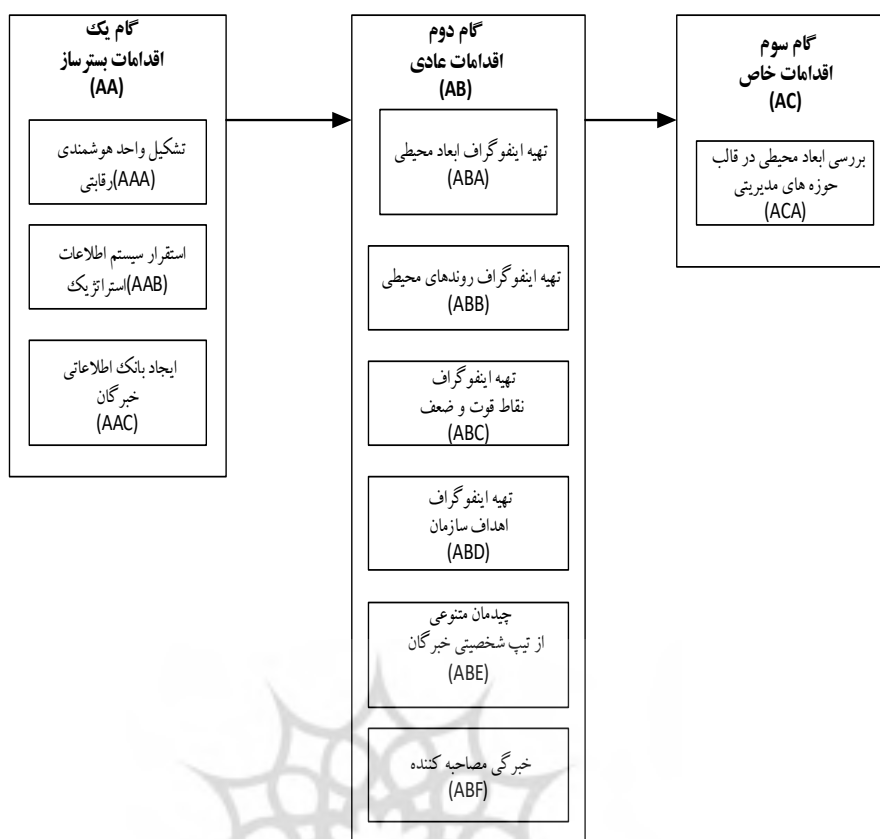 گام یک
اقدامات بسترساز
(AA)
تشکیل واحد هوشمندی
رقابتی(AAA)
استقرار سیستم اطلاعات
استراتژیک(AAB)
ایجاد بانک اطلاعاتی
خبرگان
(AAC)
گام دوم
اقدامات عادی
(AB)
تهیه اینفوگراف ابعاد محیطی
(ABA)
تهیه اینفوگراف روندهای محیطی
(ABB)
تهیه اینفوگراف
نقاط قوت و ضعف
(ABC)
تهیه اینفوگراف
اهداف سازمان
(ABD)
چیدمان متنوعی
از تیپ شخصیتی خبرگان
(ABE)
خبرگی مصاحبه کننده
(ABF)
گام سوم
اقدامات خاص
(AC)
بررسی ابعاد محیطی در قالب
حوزه های مدیریتی
(ACA)